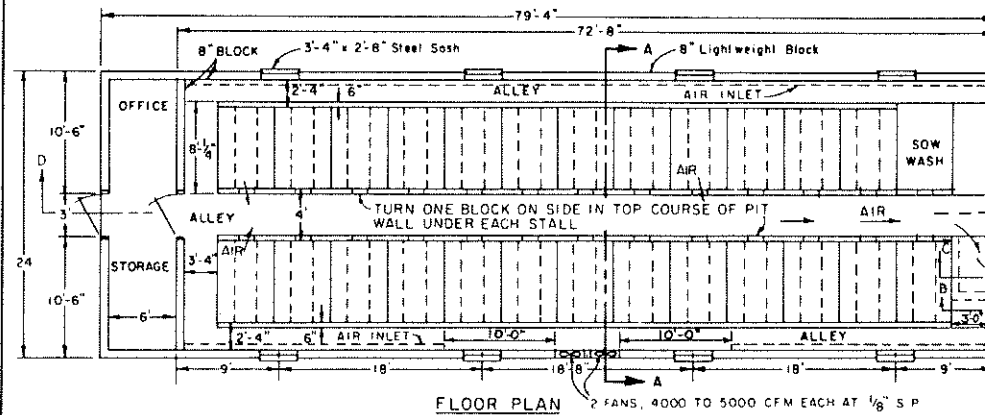 79'-4"
72'-8"
8" BLOCK
3'-4" x 2'-8" Steel Sash
A
8" Lightweight Block
OFFICE
2'-4"
6"
ALLEY
AIR INLET
10'-6"
8'-1/4"
SOW
WASH
D
AIR
3'
ALLEY
4'
TURN ONE BLOCK ON SIDE IN TOP COURSE OF PIT
WALL UNDER EACH STALL
AIR
24
AIR
STORAGE
3'-4"
C
B
L
10'-6"
6'
2'-4"
6"
AIR INLET
10'-0"
10'-0"
ALLEY
3'-0"
9'
18'
18'-8"
18'
9'
A
FLOOR PLAN
2 FANS, 4000 TO 5000 CFM EACH AT 1/8" S P